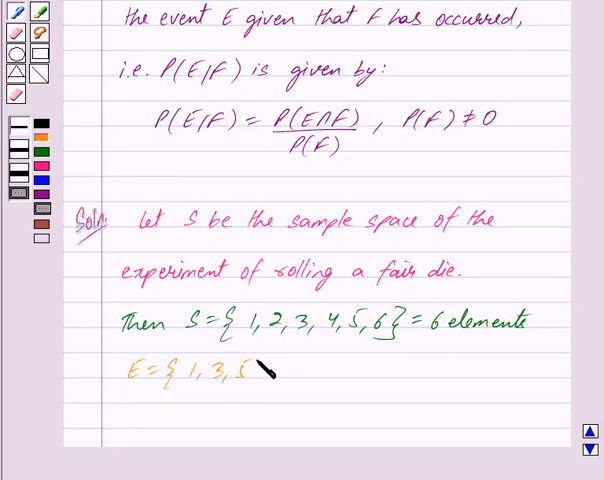 the event E given that F has occurred,
i.e. P(E|F) is given by:
P(E|F) = P(E∩F) / P(F) , P(F) ≠ 0
Soln. Let S be the sample space of the
experiment of rolling a fair die.
Then S = { 1, 2, 3, 4, 5, 6 } = 6 elements
E = { 1, 3, 5